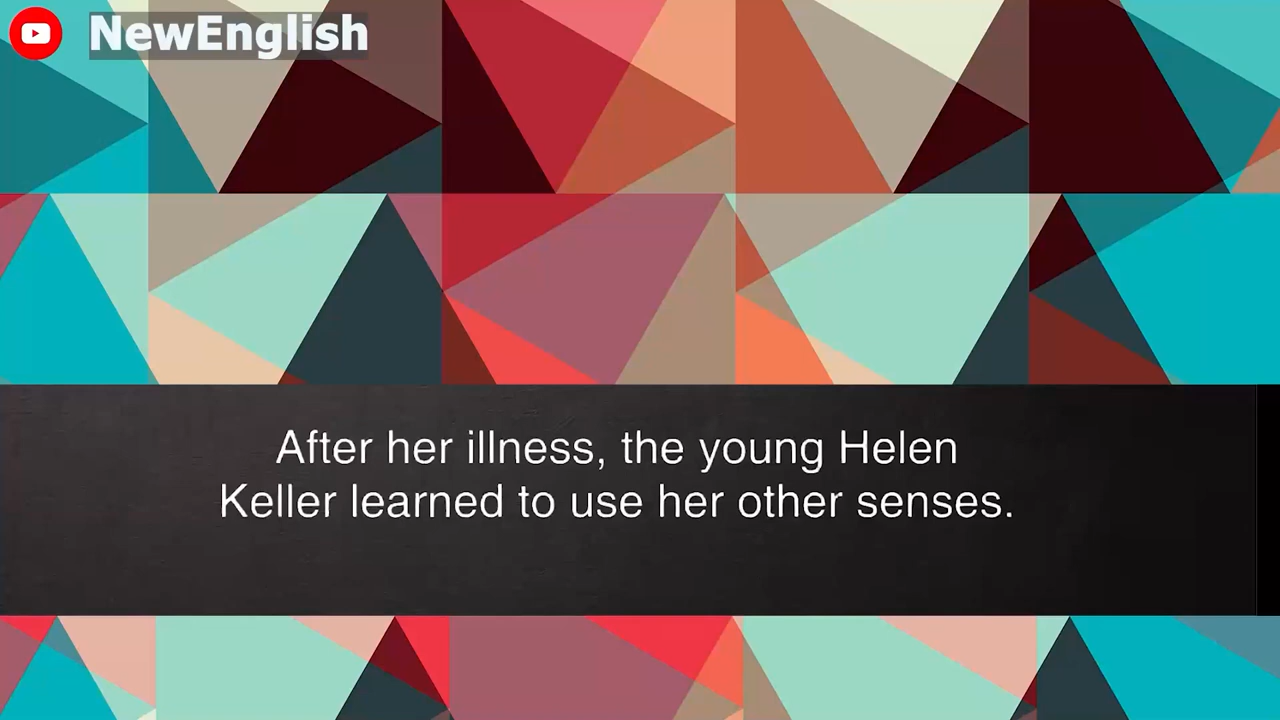 NewEnglish
After her illness, the young Helen
Keller learned to use her other senses.